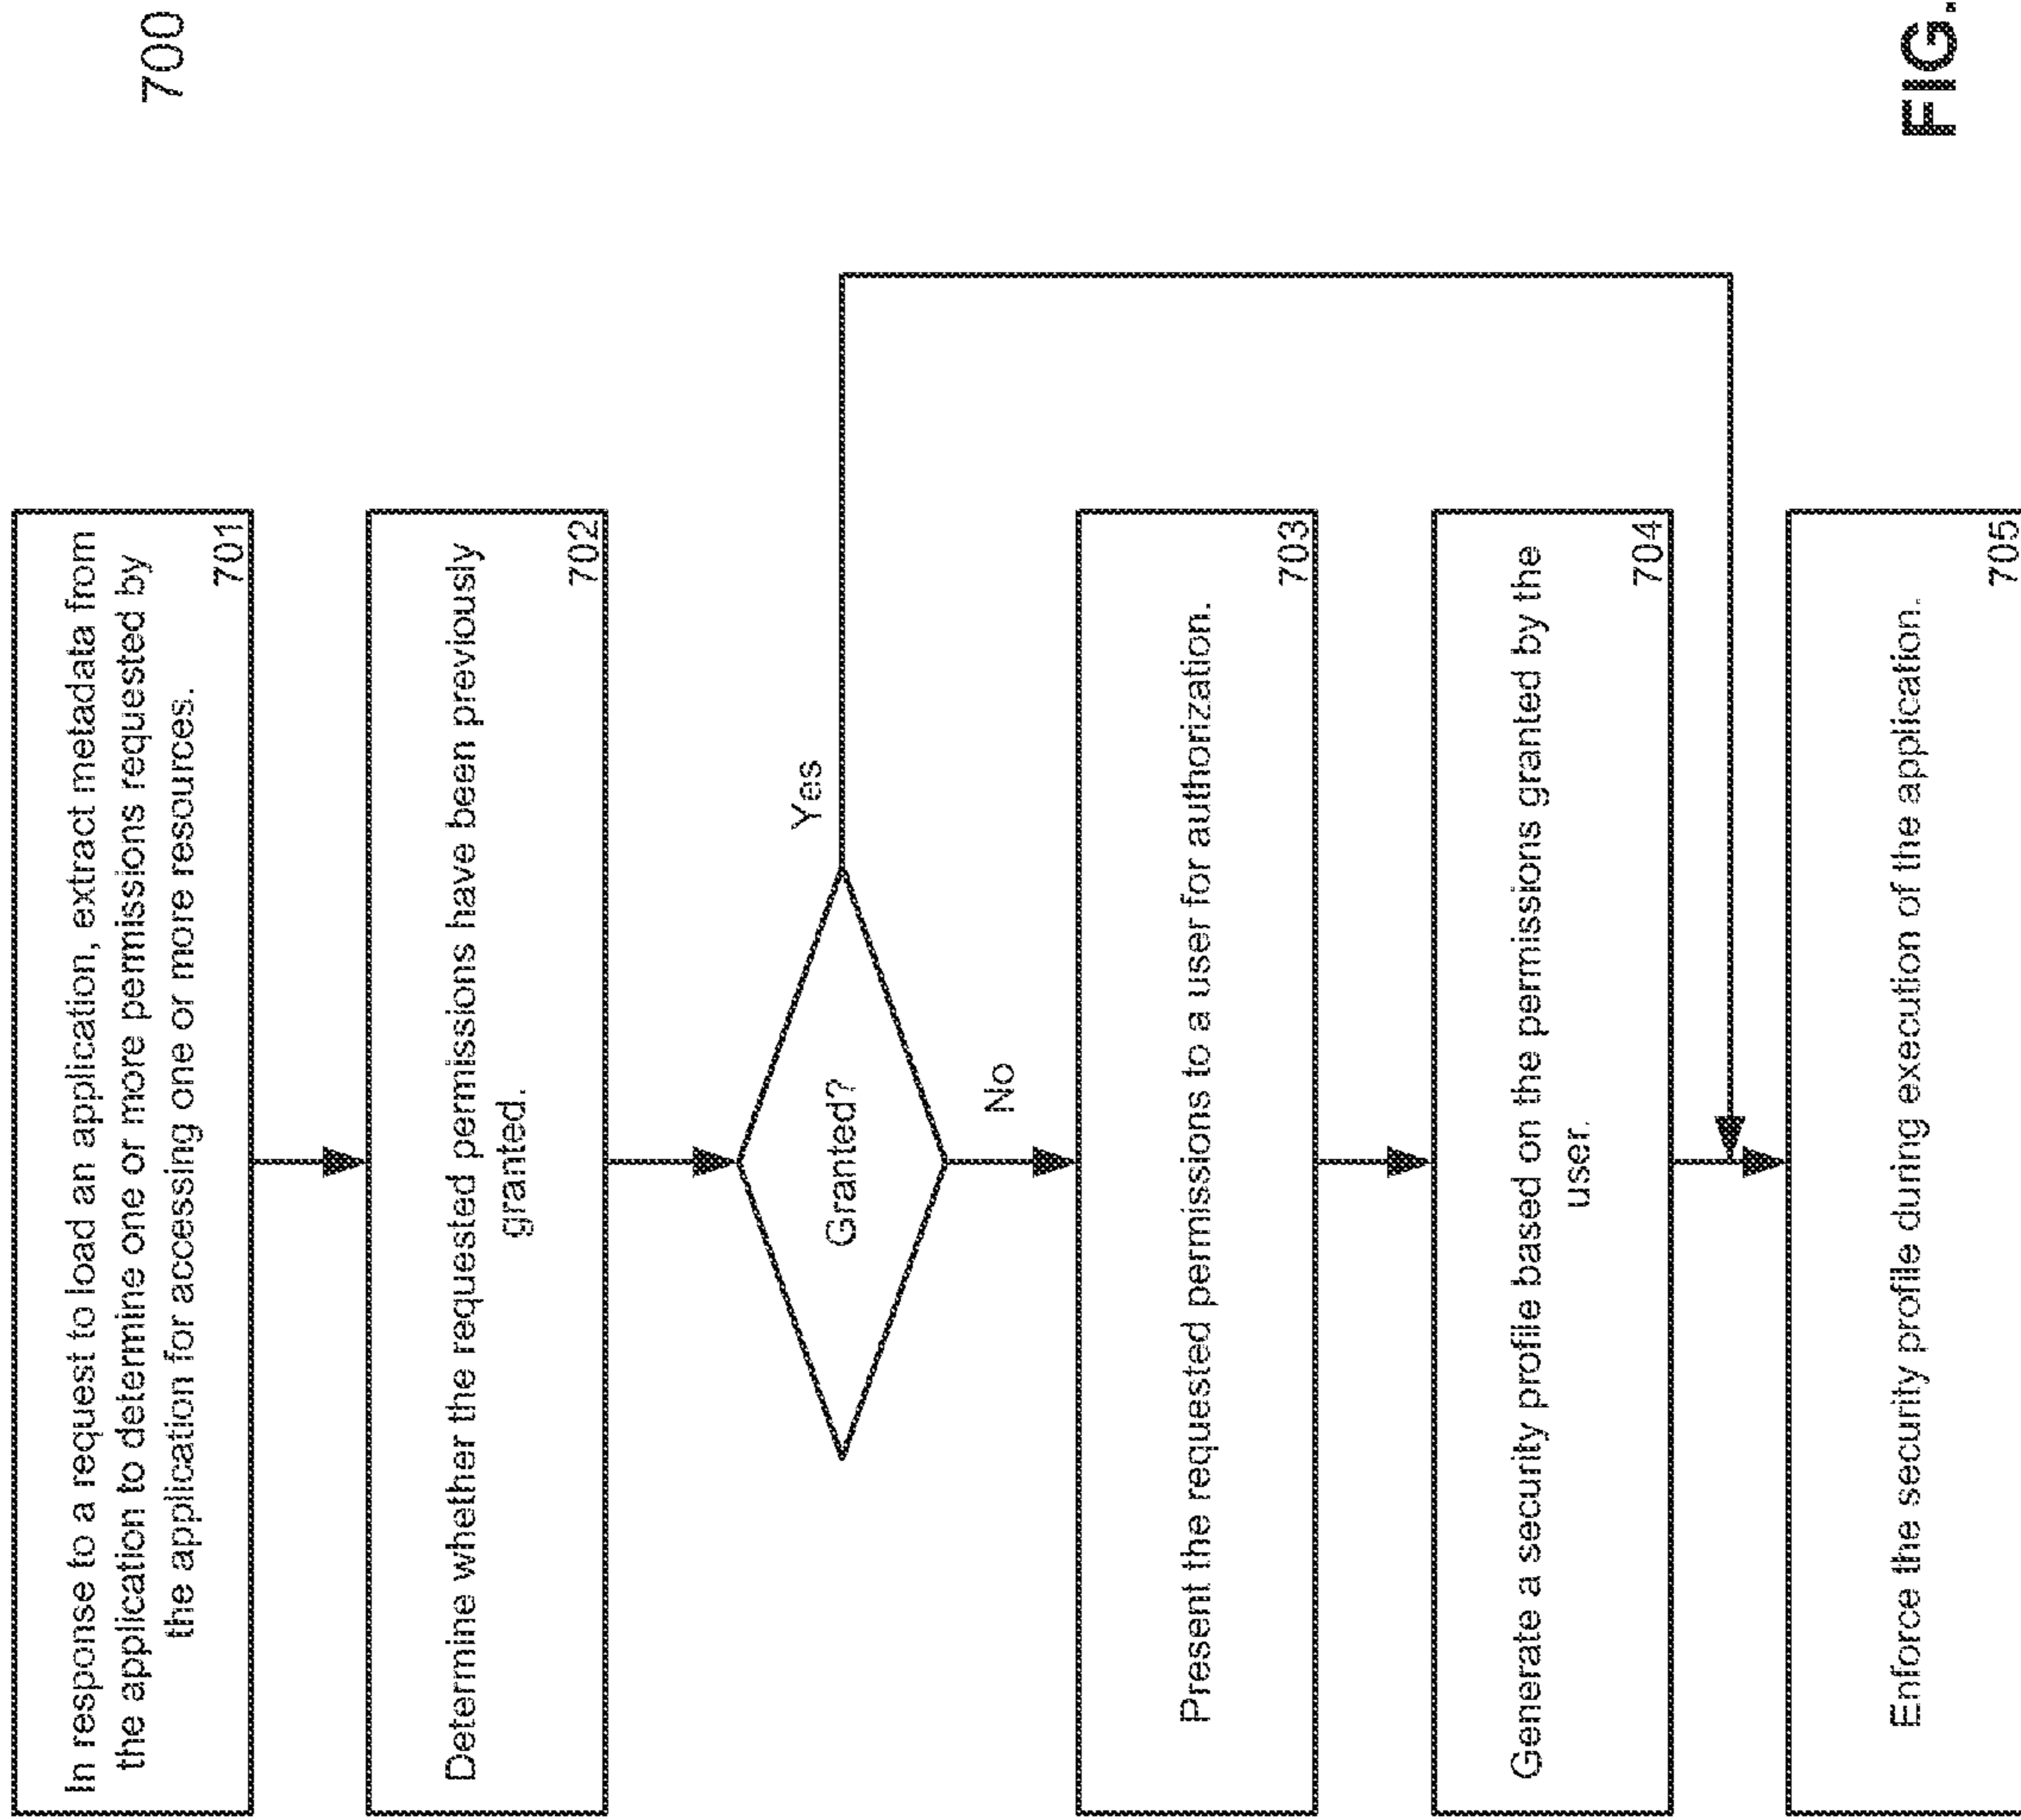 700
In response to a request to load an application, extract metadata from
the application to determine one or more permissions requested by
the application for accessing one or more resources.
701
Determine whether the requested permissions have been previously
granted.
702
Granted?
Yes
No
Present the requested permissions to a user for authorization.
703
Generate a security profile based on the permissions granted by the
user.
704
Enforce the security profile during execution of the application.
705
FIG.